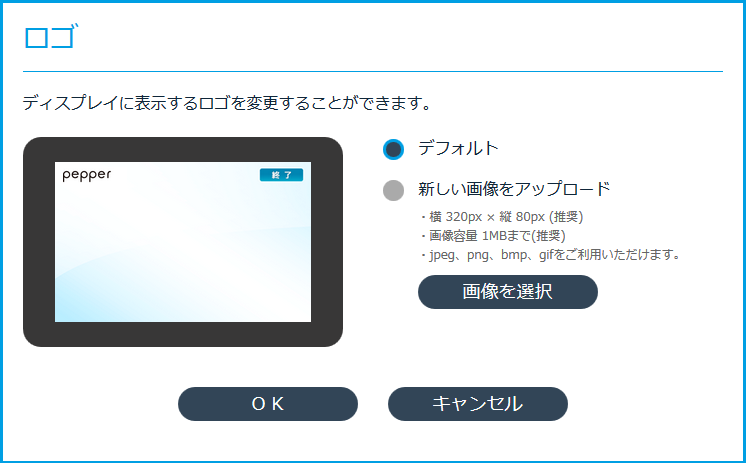 ロゴ
ディスプレイに表示するロゴを変更することができます。
pepper
終了
デフォルト
新しい画像をアップロード
・横 320px × 縦 80px (推奨)
・画像容量 1MBまで(推奨)
・jpeg、png、bmp、gifをご利用いただけます。
画像を選択
ＯＫ
キャンセル